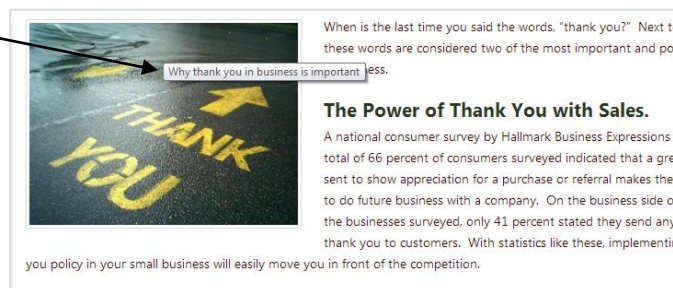 When is the last time you said the words, "thank you?" Next
these words are considered two of the most important and
Why thank you in business is important
THANK
YOU
The Power of Thank You with Sales.
A national consumer survey by Hallmark Business Expressions
total of 66 percent of consumers surveyed indicated that a
sent to show appreciation for a purchase or referral makes
to do future business with a company. On the business side
the businesses surveyed, only 41 percent stated they send any
thank you to customers. With statistics like these,
you policy in your small business will easily move you in front of the competition.